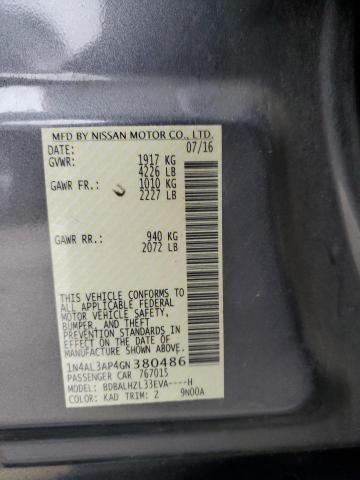 MFD BY NISSAN MOTOR CO., LTD.
DATE: 07/16
GVWR: 1917 KG
4226 LB
GAWR FR.: 1010 KG
2227 LB
GAWR RR.: 940 KG
2072 LB
THIS VEHICLE CONFORMS TO
ALL APPLICABLE FEDERAL
MOTOR VEHICLE SAFETY,
BUMPER, AND THEFT
PREVENTION STANDARDS IN
EFFECT ON THE DATE OF
MANUFACTURE SHOWN ABOVE.
1N4AL3AP4GN380486
PASSENGER CAR 767015
MODEL: BDBALHZL33EVA----H
COLOR: KAD TRIM: Z 9N00A